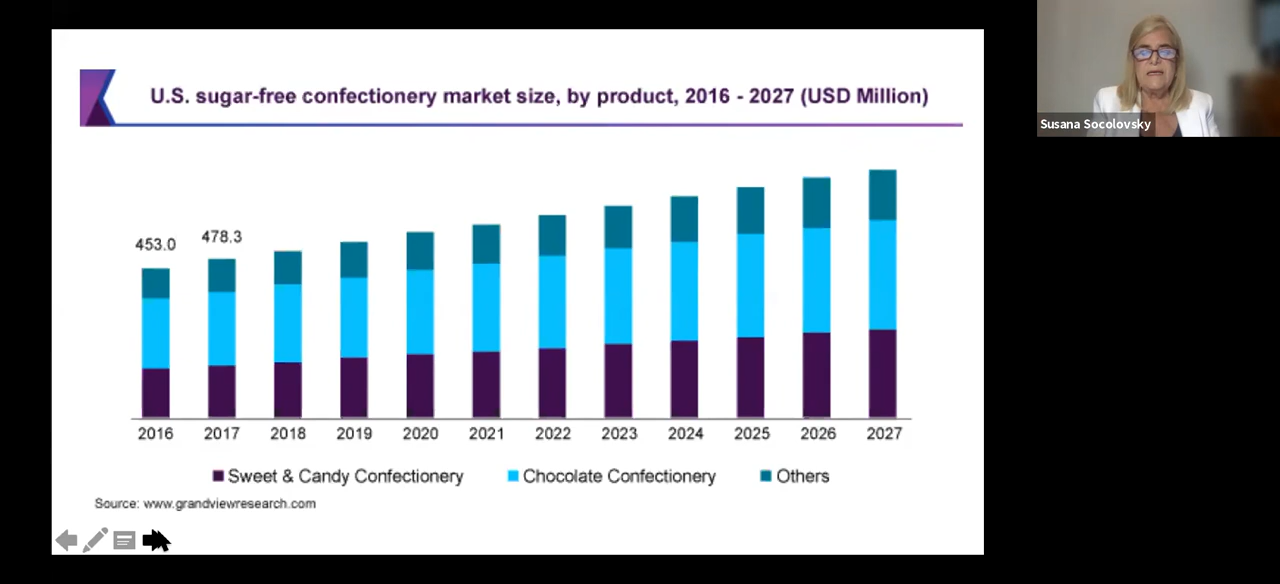 U.S. sugar-free confectionery market size, by product, 2016 - 2027 (USD Million)
Susana Socolovsky
453.0
478.3
2016 2017 2018 2019 2020 2021 2022 2023 2024 2025 2026 2027
Sweet & Candy Confectionery Chocolate Confectionery Others
Source: www.grandviewresearch.com